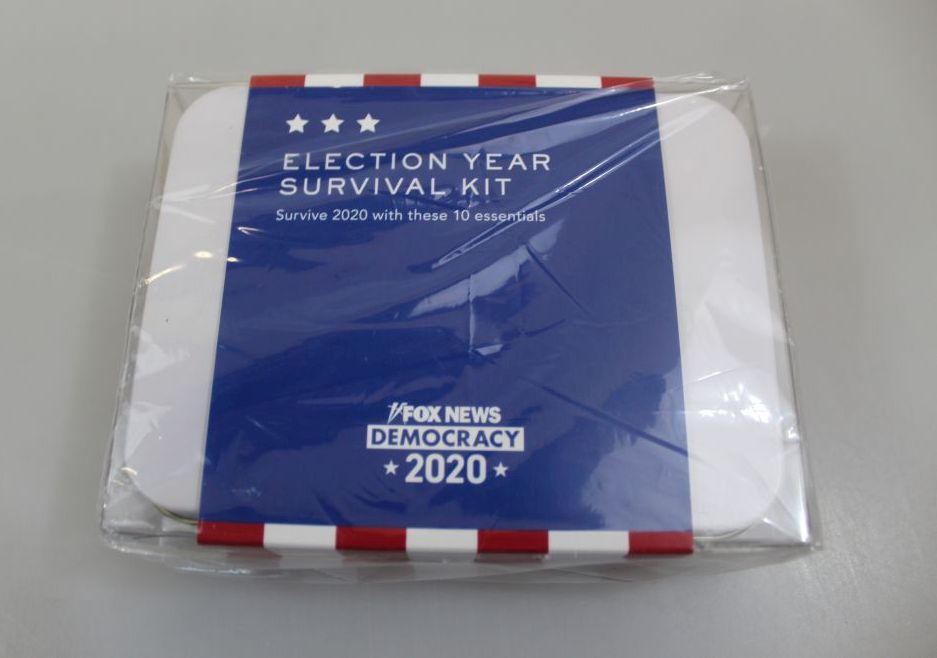 ELECTION YEAR
SURVIVAL KIT
Survive 2020 with these 10 essentials
FOX NEWS
DEMOCRACY
2020